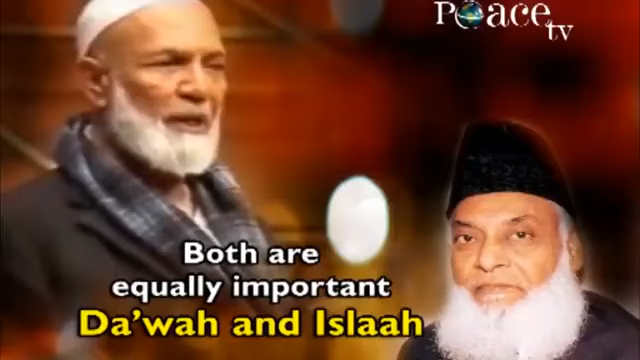 Peace
tv
Both are
equally important
Da'wah and Islaah